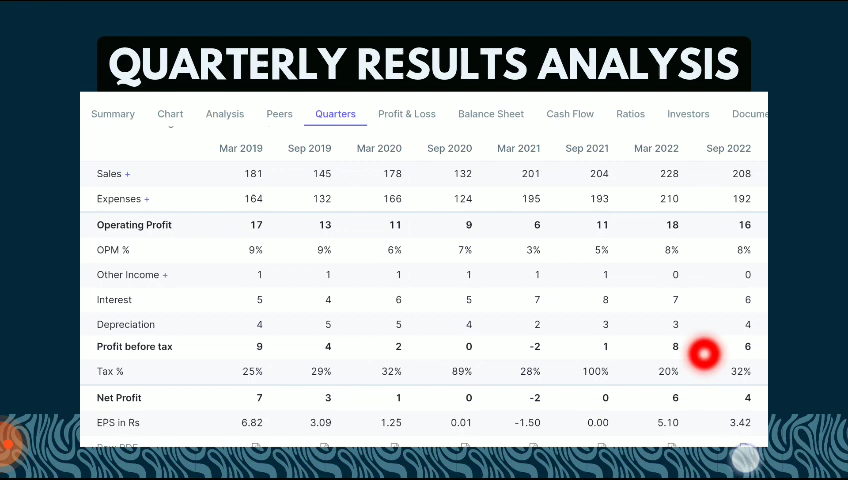 QUARTERLY RESULTS ANALYSIS
Summary Chart Analysis Peers Quarters Profit & Loss Balance Sheet Cash Flow Ratios Investors Docume
Mar 2019 Sep 2019 Mar 2020 Sep 2020 Mar 2021 Sep 2021 Mar 2022 Sep 2022
Sales + 181 145 178 132 201 204 228 208
Expenses + 164 132 166 124 195 193 210 192
Operating Profit 17 13 11 9 6 11 18 16
OPM % 9% 9% 6% 7% 3% 5% 8% 8%
Other Income + 1 1 1 1 1 1 0 0
Interest 5 4 6 5 7 8 7 6
Depreciation 4 5 5 4 2 3 3 4
Profit before tax 9 4 2 0 -2 1 8 6
Tax % 25% 29% 32% 89% 28% 100% 20% 32%
Net Profit 7 3 1 0 -2 0 6 4
EPS in Rs 6.82 3.09 1.25 0.01 -1.50 0.00 5.10 3.42